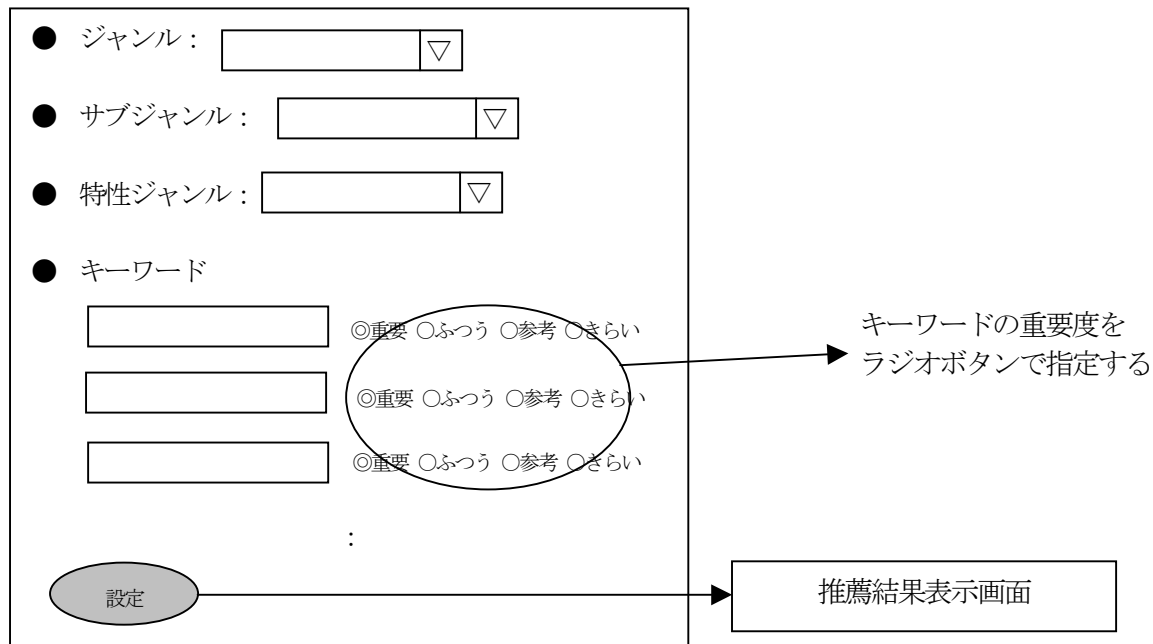 ● ジャンル：
▽
● サブジャンル：
▽
● 特性ジャンル：
▽
● キーワード
◎重要 ○ふつう ○参考 ○きらい
◎重要 ○ふつう ○参考 ○きらい
◎重要 ○ふつう ○参考 ○きらい
：
設定
キーワードの重要度を
ラジオボタンで指定する
推薦結果表示画面